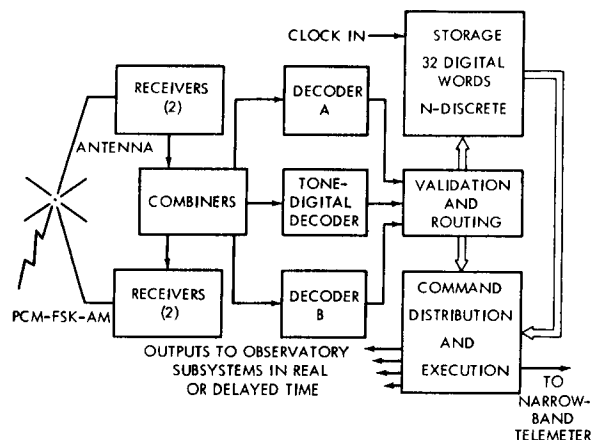 CLOCK IN
STORAGE
32 DIGITAL
WORDS
N-DISCRETE
RECEIVERS
(2)
DECODER
A
ANTENNA
COMBINERS
TONE-
DIGITAL
DECODER
VALIDATION
AND
ROUTING
RECEIVERS
(2)
DECODER
B
COMMAND
DISTRIBUTION
AND
EXECUTION
PCM-FSK-AM
OUTPUTS TO OBSERVATORY
SUBSYSTEMS IN REAL
OR DELAYED TIME
TO
NARROW-
BAND
TELEMETER